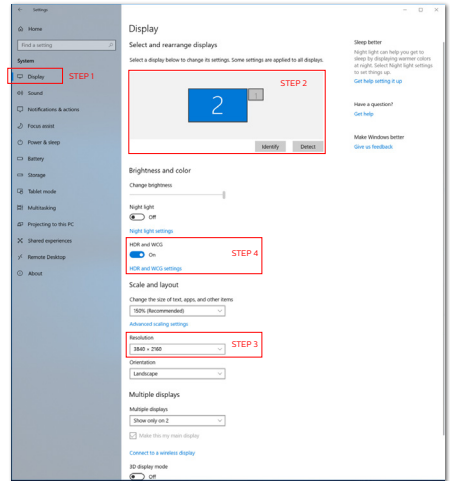 Settings
Home
Find a setting
System
Display
STEP 1
Sound
Notifications & actions
Focus assist
Power & sleep
Battery
Storage
Tablet mode
Multitasking
Projecting to this PC
Shared experiences
Remote Desktop
About
Display
Select and rearrange displays
Select a display below to change its settings. Some settings are applied to all displays.
STEP 2
2
1
Identify
Detect
Brightness and color
Change brightness
Night light
Off
Night light settings
HDR and WCG
On
STEP 4
HDR and WCG settings
Scale and layout
Change the size of text, apps, and other items
150% (Recommended)
Advanced scaling settings
Resolution
3840 × 2160
STEP 3
Orientation
Landscape
Multiple displays
Multiple displays
Show only on 2
Make this my main display
Connect to a wireless display
3D display mode
Off
Sleep better
Night light can help you get to
sleep by displaying warmer colors
at night. Select Night light settings
to set things up.
Get help setting it up
Have a question?
Get help
Make Windows better
Give us feedback